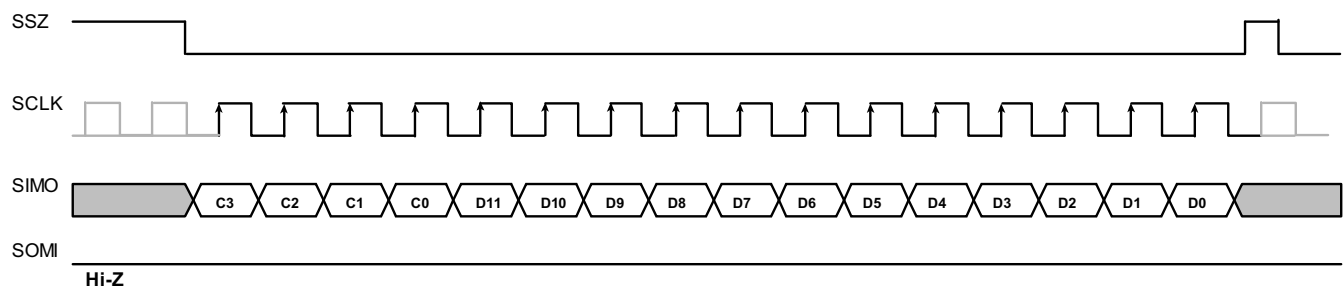 SSZ
SCLK
SIMO
C3 C2 C1 C0 D11 D10 D9 D8 D7 D6 D5 D4 D3 D2 D1 D0
SOMI
Hi-Z